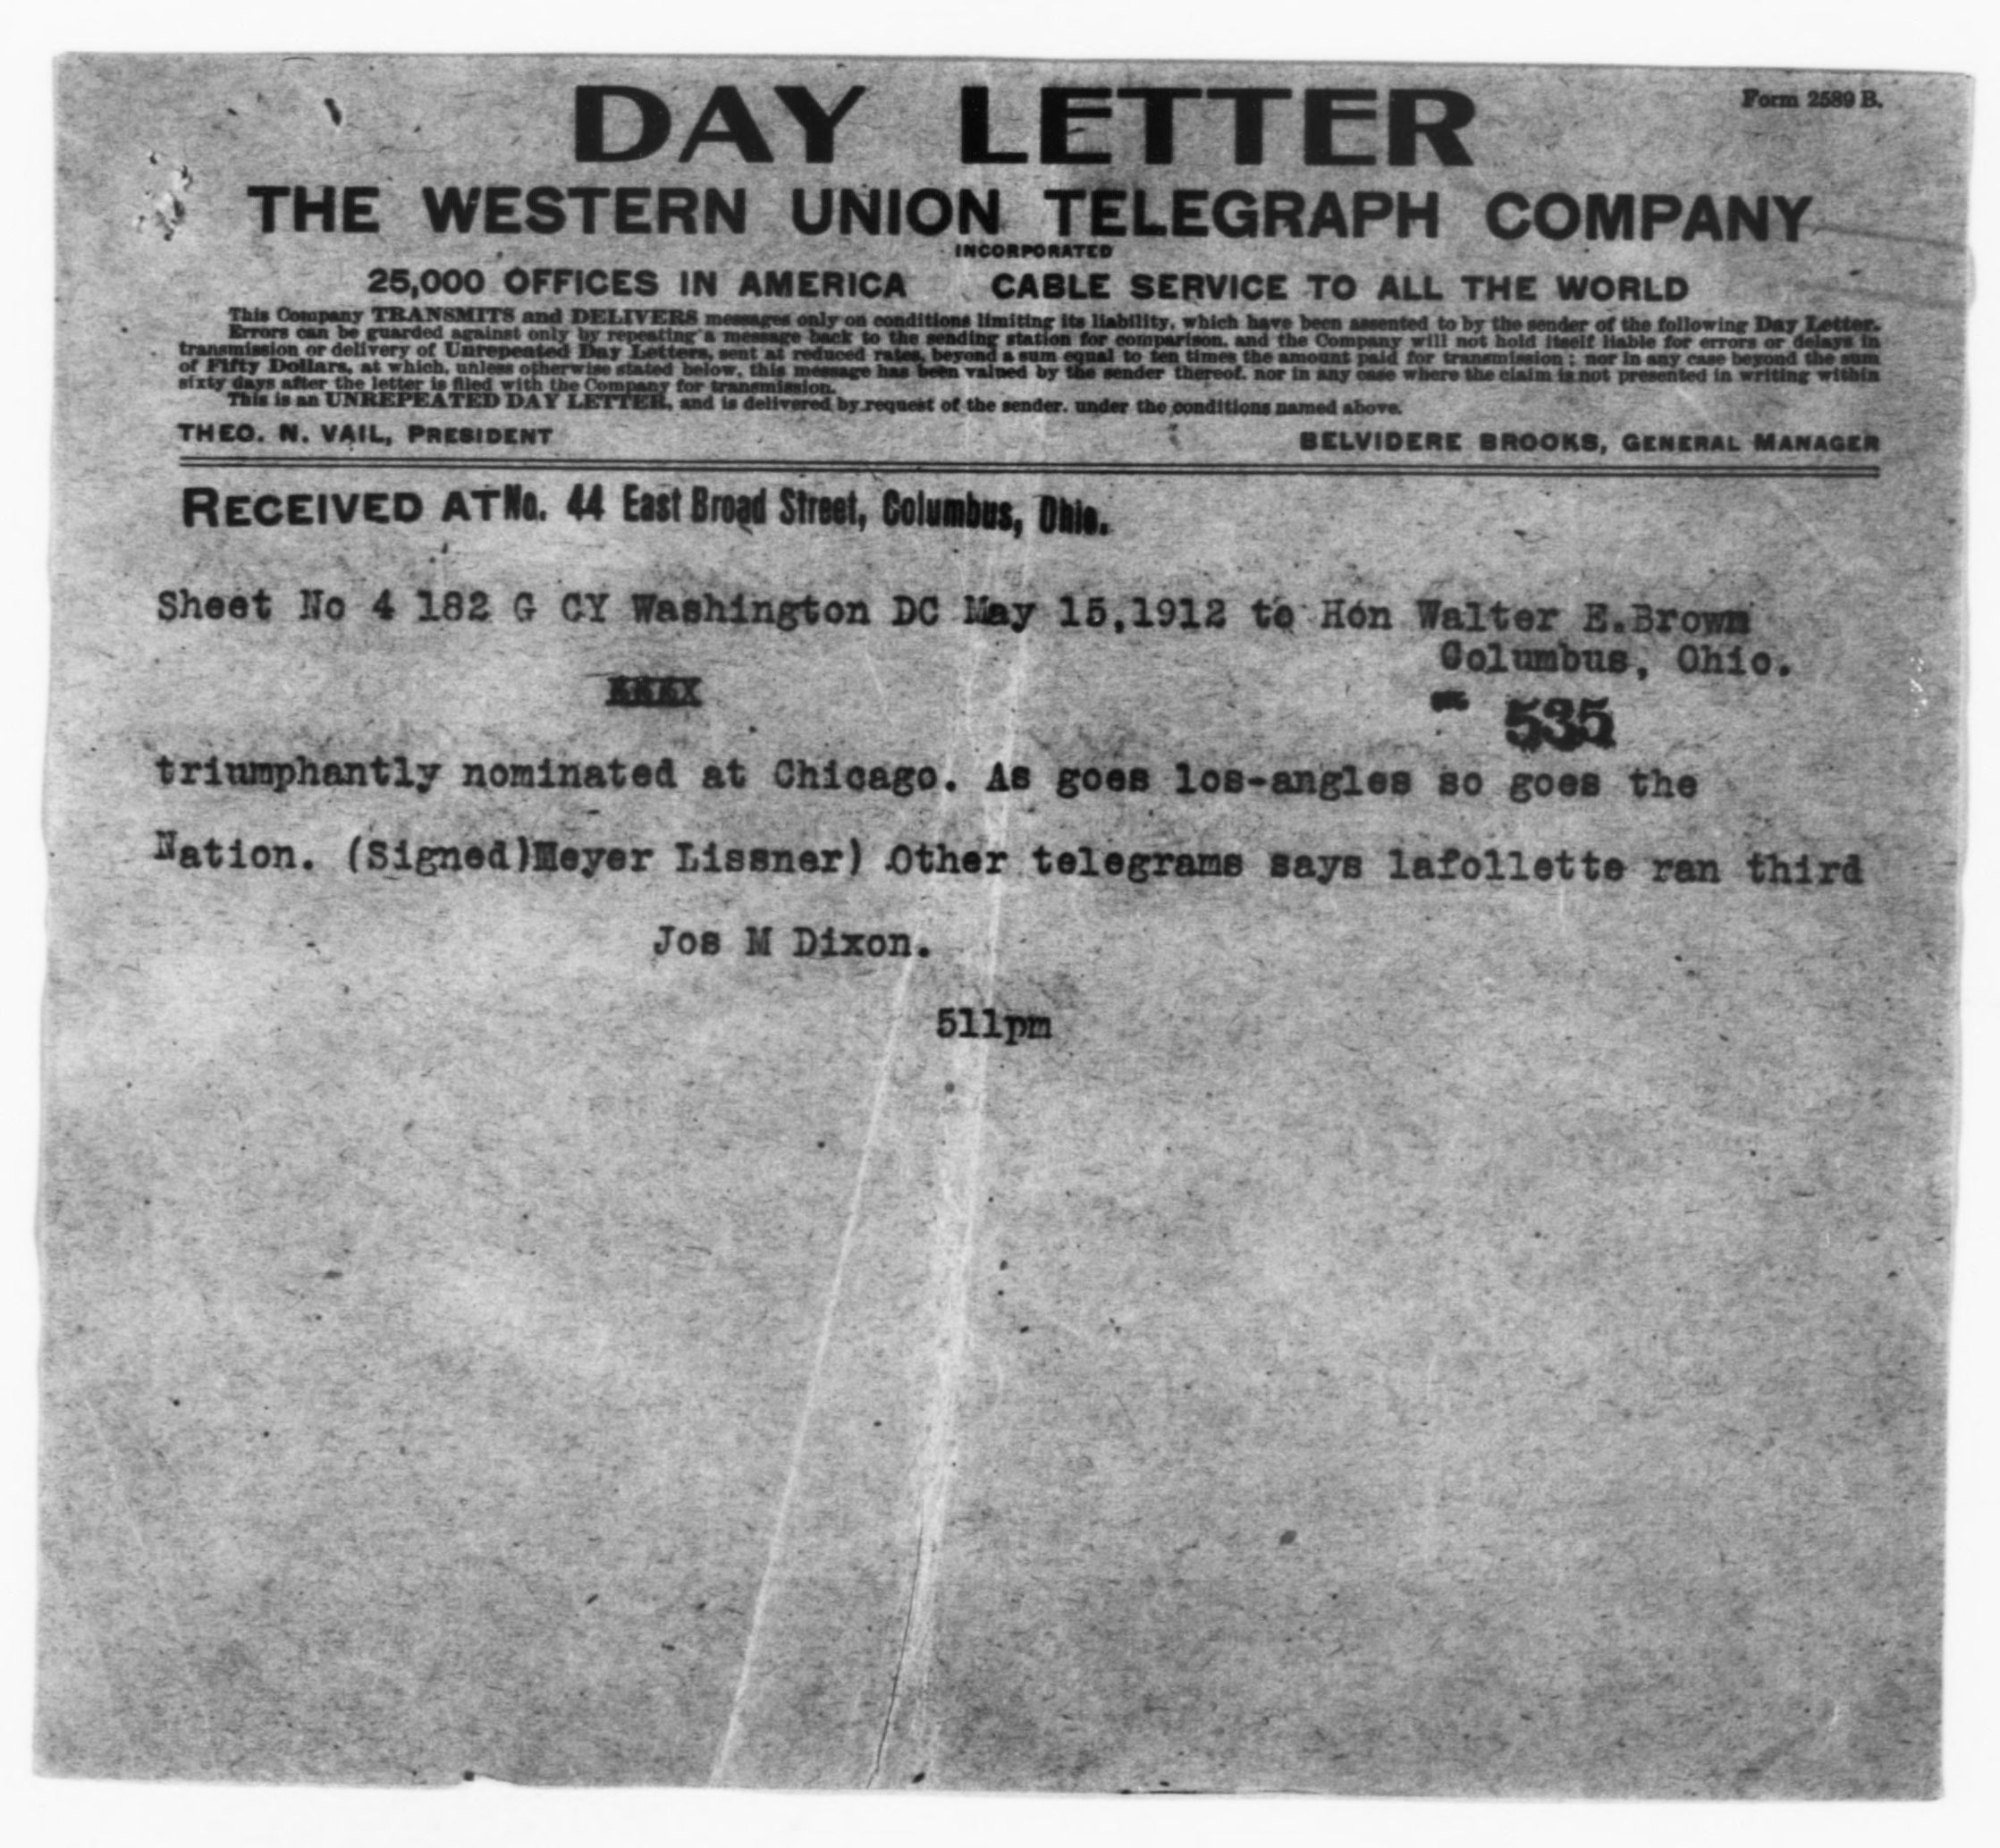 DAY LETTER
Form 2589 B.
THE WESTERN UNION TELEGRAPH COMPANY
INCORPORATED
25,000 OFFICES IN AMERICA CABLE SERVICE TO ALL THE WORLD
This Company TRANSMITS and DELIVERS messages only on conditions limiting its liability, which have been assented to by the sender of the following Day Letter.
Errors can be guarded against only by repeating a message back to the sending station for comparison, and the Company will not hold itself liable for errors or delays in
transmission or delivery of Unrepeated Day Letters, sent at reduced rates, beyond a sum equal to ten times the amount paid for transmission; nor in any case beyond the sum
of Fifty Dollars, at which, unless otherwise stated below, this message has been valued by the sender thereof, nor in any case where the claim is not presented in writing within
sixty days after the letter is filed with the Company for transmission.
This is an UNREPEATED DAY LETTER, and is delivered by request of the sender, under the conditions named above.
THEO. N. VAIL, PRESIDENT BELVIDERE BROOKS, GENERAL MANAGER
RECEIVED AT No. 44 East Broad Street, Columbus, Ohio.
Sheet No 4 182 G CY Washington DC May 15,1912 to Hon Walter E.Brown
Columbus, Ohio.
535
triumphantly nominated at Chicago. As goes los-angles so goes the
Nation. (Signed)Meyer Lissner) Other telegrams says lafollette ran third
Jos M Dixon.
511pm